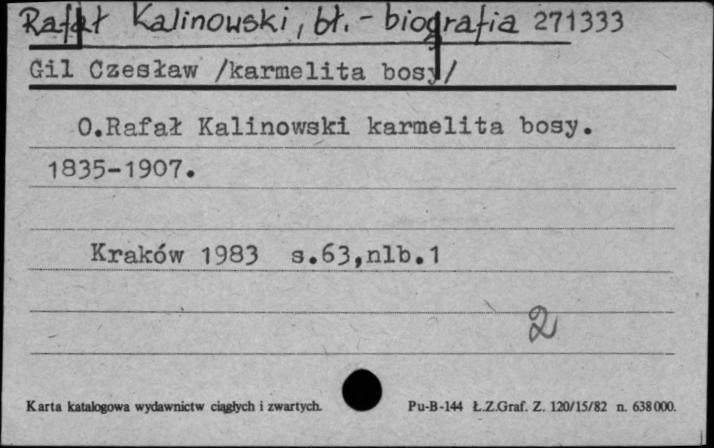 Rafał Kalinowski, bł. - biografia 271333
Gil Czesław /karmelita bosy/
O.Rafał Kalinowski karmelita bosy.
1835-1907.
Kraków 1983 s.63,nlb.1
2
Karta katalogowa wydawnictw ciągłych i zwartych. Pu-B-144 Ł.Z.Graf. Z. 120/15/82 n. 638000.